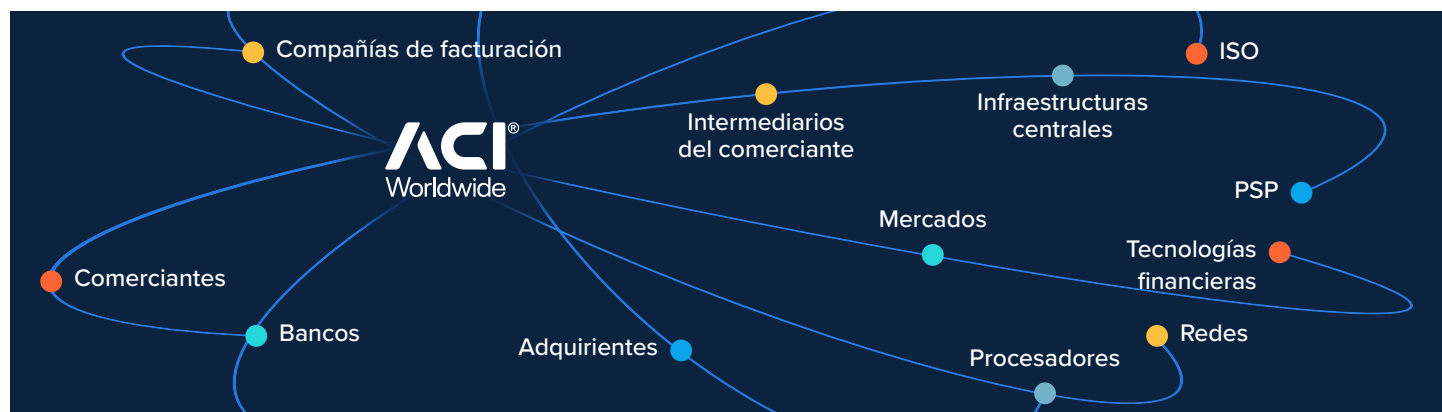 Compañías de facturación
ISO
Infraestructuras
centrales
Intermediarios
del comerciante
ACI®
Worldwide
PSP
Mercados
Tecnologías
financieras
Comerciantes
Bancos
Adquirientes
Redes
Procesadores